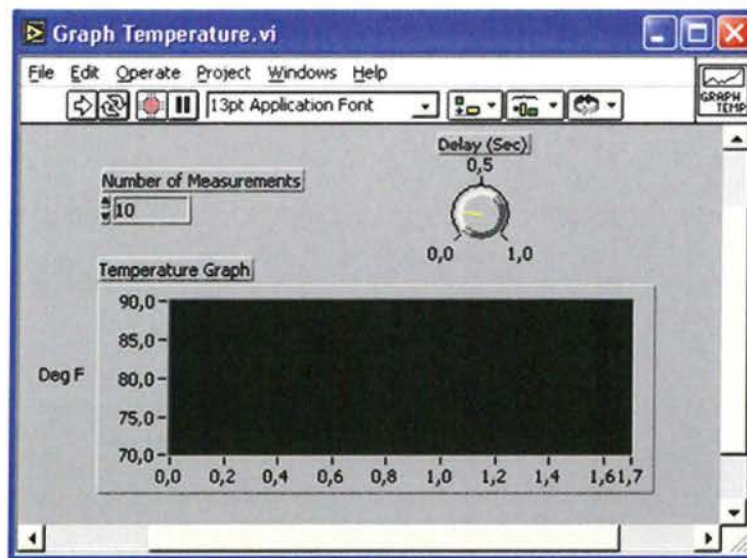 Graph Temperature.vi
File Edit Operate Project Windows Help
13pt Application Font
GRAPH
TEMP
Delay (Sec)
0,5
Number of Measurements
10
0,0 1,0
Temperature Graph
90,0
85,0
Deg F
80,0
75,0
70,0
0,0 0,2 0,4 0,6 0,8 1,0 1,2 1,4 1,6 1,7